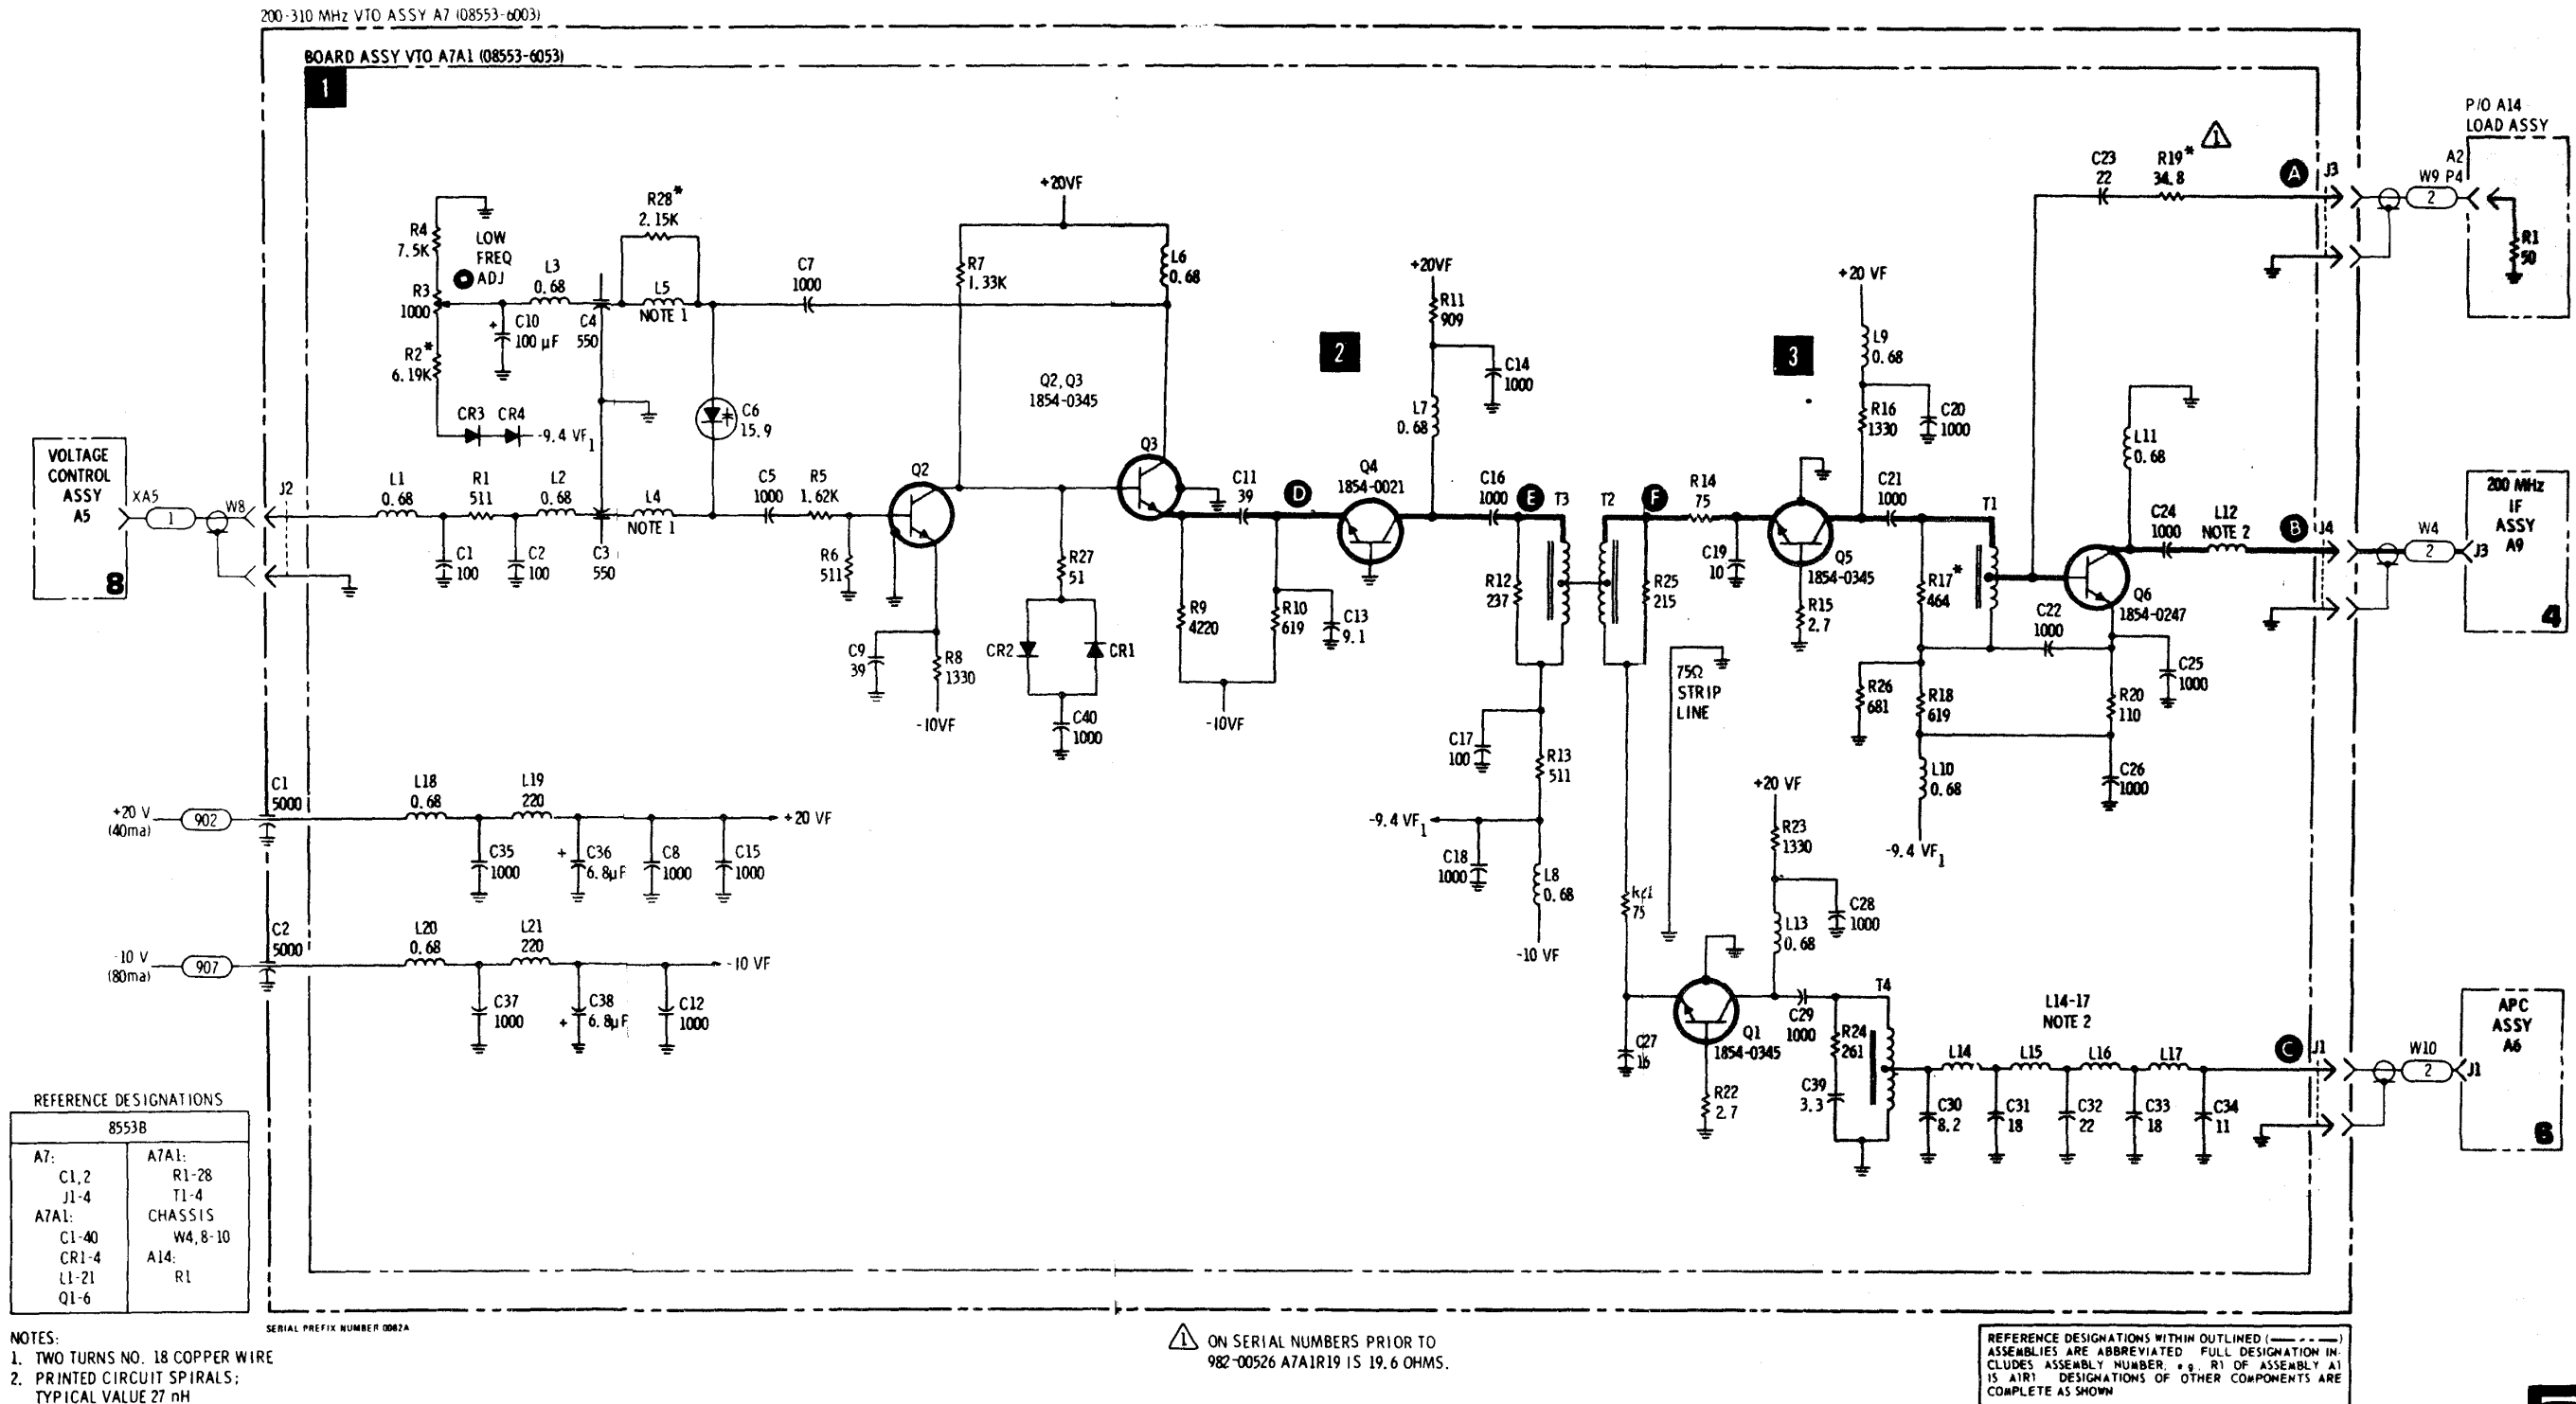 200-310 MHz VTO ASSY A7 (08553-6003)
BOARD ASSY VTO A7A1 (08553-6053)
1
P/O A14
LOAD ASSY
A2
W9 P4
2
J3
A
R1
50
C23
22
R19*
34.8
1
R4
7.5K
LOW
FREQ
ADJ
R3
1000
R2*
6.19K
CR3 CR4
-9.4 VF1
L3
0.68
C10
100 µF
C4
550
R28*
2.15K
L5
NOTE 1
C7
1000
C6
15.9
+20VF
R7
1.33K
L6
0.68
Q2, Q3
1854-0345
2
+20VF
R11
909
C14
1000
L7
0.68
3
+20 VF
L9
0.68
R16
1330
C20
1000
L11
0.68
VOLTAGE
CONTROL
ASSY
A5
8
XA5
1
W8
J2
L1
0.68
R1
511
L2
0.68
C1
100
C2
100
C3
550
L4
NOTE 1
C5
1000
R5
1.62K
R6
511
Q2
Q3
C9
39
R8
1330
-10VF
R27
51
CR2
CR1
C40
1000
C11
39
D
R9
4220
R10
619
C13
9.1
-10VF
Q4
1854-0021
C16
1000
E
T3
T2
F
R12
237
R25
215
R14
75
C19
10
Q5
1854-0345
R15
2.7
C21
1000
T1
R17*
464
C22
1000
Q6
1854-0247
C24
1000
L12
NOTE 2
B
J4
W4
2
J3
200 MHz
IF
ASSY
A9
4
R26
681
R18
619
R20
110
C25
1000
C26
1000
L10
0.68
-9.4 VF1
75Ω
STRIP
LINE
C17
100
R13
511
-9.4 VF1
C18
1000
L8
0.68
-10 VF
75
+20 VF
R23
1330
L13
0.68
C28
1000
C27
16
Q1
1854-0345
R22
2.7
C29
1000
R24
261
C39
3.3
T4
L14-17
NOTE 2
L14
L15
L16
L17
C30
8.2
C31
18
C32
22
C33
18
C34
11
C
J1
W10
2
J1
APC
ASSY
A6
6
+20 V
(40ma)
902
C1
5000
L18
0.68
L19
220
+20 VF
C35
1000
C36
6.8µF
C8
1000
C15
1000
-10 V
(80ma)
907
C2
5000
L20
0.68
L21
220
-10 VF
C37
1000
C38
6.8µF
C12
1000
REFERENCE DESIGNATIONS
8553B
A7:
C1,2
J1-4
A7A1:
C1-40
CR1-4
L1-21
Q1-6
A7A1:
R1-28
T1-4
CHASSIS
W4,8-10
A14:
R1
SERIAL PREFIX NUMBER 0982A
NOTES:
1. TWO TURNS NO. 18 COPPER WIRE
2. PRINTED CIRCUIT SPIRALS;
TYPICAL VALUE 27 nH
1 ON SERIAL NUMBERS PRIOR TO
982-00526 A7A1R19 IS 19.6 OHMS.
REFERENCE DESIGNATIONS WITHIN OUTLINED ( )
ASSEMBLIES ARE ABBREVIATED FULL DESIGNATION IN-
CLUDES ASSEMBLY NUMBER; e.g. R1 OF ASSEMBLY A1
IS A1R1 DESIGNATIONS OF OTHER COMPONENTS ARE
COMPLETE AS SHOWN